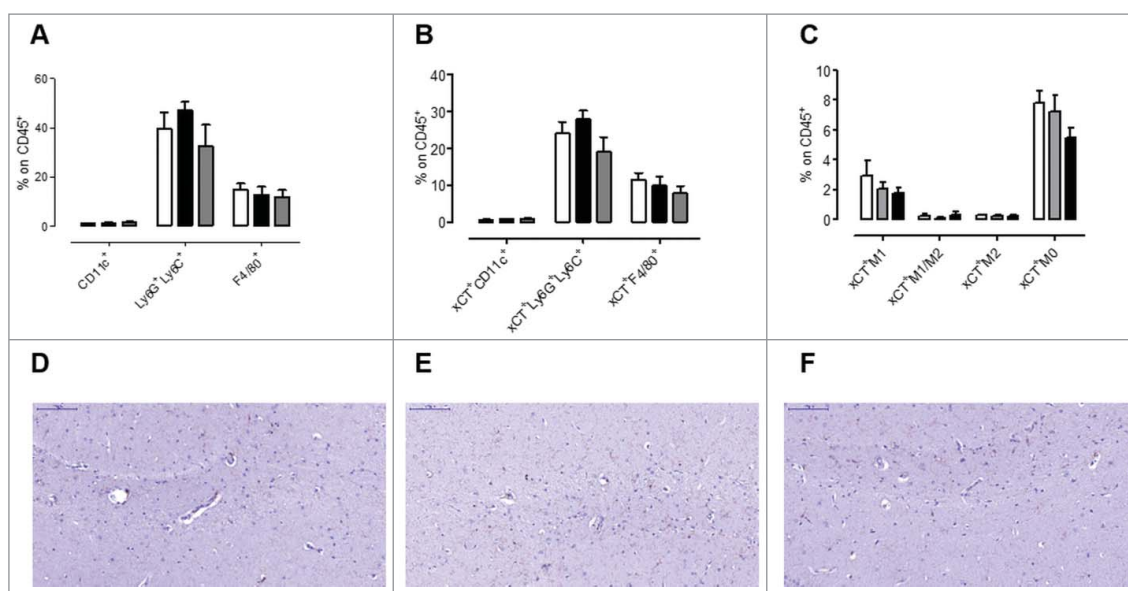 A
% on CD45⁺
60
40
20
0
CD11c⁺
Ly6G⁺Ly6C⁺
F4/80⁺
B
% on CD45⁺
40
30
20
10
0
xCT⁺CD11c⁺
xCT⁺Ly6G⁺Ly6C⁺
xCT⁺F4/80⁺
C
% on CD45⁺
10
8
6
4
2
0
xCT⁺M1
xCT⁺M1/M2
xCT⁺M2
xCT⁺M0
D
E
F